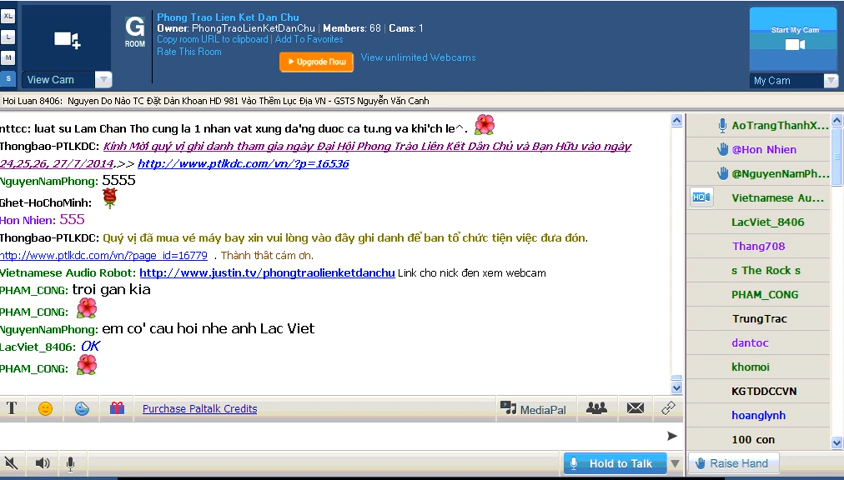 XL
L
M
S
View Cam
G
ROOM
Phong Trao Lien Ket Dan Chu
Owner: PhongTraoLienKetDanChu | Members: 68 | Cams: 1
Copy room URL to clipboard | Add To Favorites
Rate This Room
Upgrade Now
View unlimited Webcams
Start My Cam
My Cam
Hoi Luan 8406: Nguyen Do Nào TC Đặt Dàn Khoan HD 981 Vào Thềm Lục Địa VN - GSTS Nguyễn Văn Canh
nttcc: luat su Lam Chan Tho cung la 1 nhan vat xung da'ng duoc ca tu.ng va khi'ch le^.
Thongbao-PTLKDC: Kính Mời quý vị ghi danh tham gia ngày Đại Hội Phong Trào Liên Kết Dân Chủ và Bạn Hữu vào ngày
24,25,26, 27/7/2014.>> http://www.ptlkdc.com/vn/?p=16536
NguyenNamPhong: 5555
Ghet-HoChoMinh:
Hon Nhien: 555
Thongbao-PTLKDC: Quý vị đã mua vé máy bay xin vui lòng vào đây ghi danh để ban tổ chức tiện việc đưa đón.
http://www.ptlkdc.com/vn/?page_id=16779 . Thành thât cám ơn.
Vietnamese Audio Robot: http://www.justin.tv/phongtraolienketdanchu Link cho nick đen xem webcam
PHAM_CONG: troi gan kia
PHAM_CONG:
NguyenNamPhong: em co' cau hoi nhe anh Lac Viet
LacViet_8406: OK
PHAM_CONG:
AoTrangThanhX...
@Hon Nhien
@NguyenNamPh...
HD
Vietnamese Au...
LacViet_8406
Thang708
s The Rock s
PHAM_CONG
TrungTrac
dantoc
khomoi
KGTDDCCVN
hoanglynh
100 con
T
Purchase Paltalk Credits
MediaPal
Hold to Talk
Raise Hand